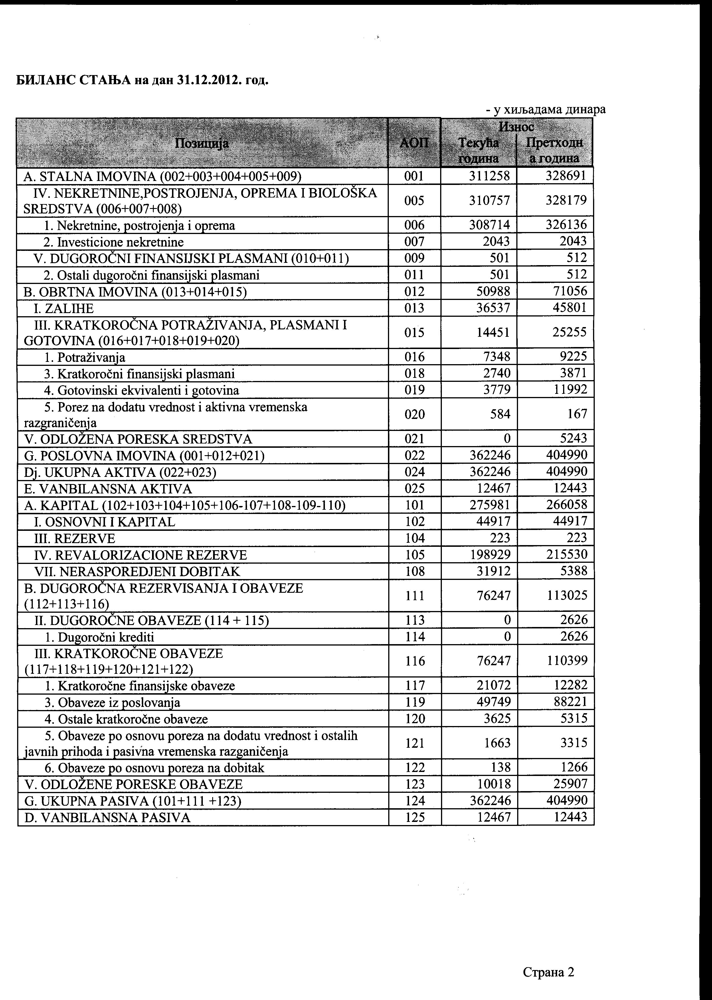 БИЛАНС СТАЊА на дан 31.12.2012. год.
- у хиљадама динара
Позиција АОП Износ
Текућа година Претходн а година
A. STALNA IMOVINA (002+003+004+005+009) 001 311258 328691
IV. NEKRETNINE,POSTROJENJA, OPREMA I BIOLOŠKA
SREDSTVA (006+007+008) 005 310757 328179
1. Nekretnine, postrojenja i oprema 006 308714 326136
2. Investicione nekretnine 007 2043 2043
V. DUGOROČNI FINANSIJSKI PLASMANI (010+011) 009 501 512
2. Ostali dugoročni finansijski plasmani 011 501 512
B. OBRTNA IMOVINA (013+014+015) 012 50988 71056
I. ZALIHE 013 36537 45801
III. KRATKOROČNA POTRAŽIVANJA, PLASMANI I
GOTOVINA (016+017+018+019+020) 015 14451 25255
1. Potraživanja 016 7348 9225
3. Kratkoročni finansijski plasmani 018 2740 3871
4. Gotovinski ekvivalenti i gotovina 019 3779 11992
5. Porez na dodatu vrednost i aktivna vremenska
razgraničenja 020 584 167
V. ODLOŽENA PORESKA SREDSTVA 021 0 5243
G. POSLOVNA IMOVINA (001+012+021) 022 362246 404990
Dj. UKUPNA AKTIVA (022+023) 024 362246 404990
E. VANBILANSNA AKTIVA 025 12467 12443
A. KAPITAL (102+103+104+105+106-107+108-109-110) 101 275981 266058
I. OSNOVNI I KAPITAL 102 44917 44917
III. REZERVE 104 223 223
IV. REVALORIZACIONE REZERVE 105 198929 215530
VII. NERASPOREDJENI DOBITAK 108 31912 5388
B. DUGOROČNA REZERVISANJA I OBAVEZE
(112+113+116) 111 76247 113025
II. DUGOROČNE OBAVEZE (114 + 115) 113 0 2626
1. Dugoročni krediti 114 0 2626
III. KRATKOROČNE OBAVEZE
(117+118+119+120+121+122) 116 76247 110399
1. Kratkoročne finansijske obaveze 117 21072 12282
3. Obaveze iz poslovanja 119 49749 88221
4. Ostale kratkoročne obaveze 120 3625 5315
5. Obaveze po osnovu poreza na dodatu vrednost i ostalih
javnih prihoda i pasivna vremenska razganičenja 121 1663 3315
6. Obaveze po osnovu poreza na dobitak 122 138 1266
V. ODLOŽENE PORESKE OBAVEZE 123 10018 25907
G. UKUPNA PASIVA (101+111 +123) 124 362246 404990
D. VANBILANSNA PASIVA 125 12467 12443
Страна 2